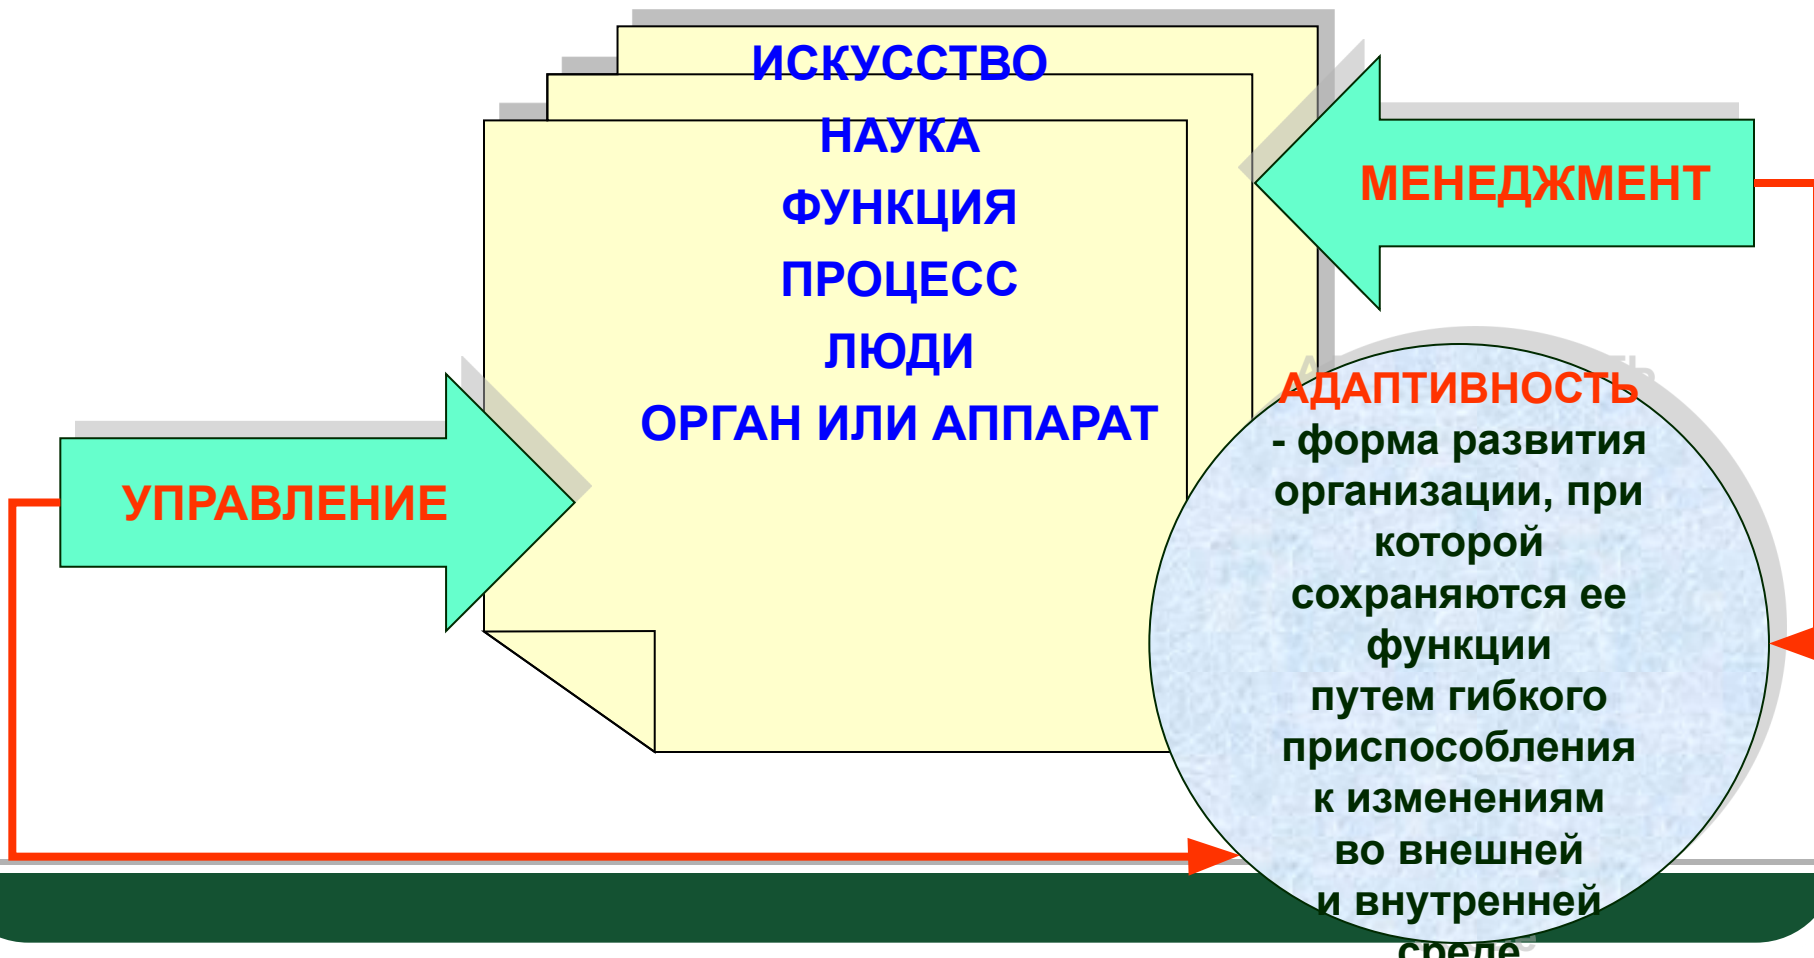 ИСКУССТВО
НАУКА
ФУНКЦИЯ
ПРОЦЕСС
ЛЮДИ
ОРГАН ИЛИ АППАРАТ
МЕНЕДЖМЕНТ
УПРАВЛЕНИЕ
АДАПТИВНОСТЬ
- форма развития
организации, при
которой
сохраняются ее
функции
путем гибкого
приспособления
к изменениям
во внешней
и внутренней
среде